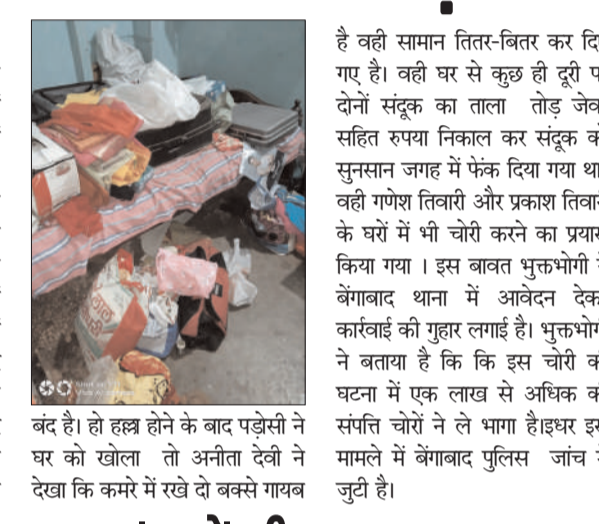 बंद है। हो हल्ला होने के बाद पड़ोसी ने
घर को खोला तो अनीता देवी ने
देखा कि कमरे में रखे दो बक्से गायब
है वही सामान तितर-बितर कर
गए है। वही घर से कुछ ही दूरी
दोनों संदूक का ताला तोड़
सहित रुपया निकाल कर संदूक
सुनसान जगह में फेंक दिया गया
वही गणेश तिवारी और प्रकाश
के घरों में भी चोरी करने का
किया गया । इस बावत भुक्तभोगी
बेंगाबाद थाना में आवेदन
कार्रवाई की गुहार लगाई है।
ने बताया है कि कि इस चोरी
घटना में एक लाख से अधिक
संपत्ति चोरों ने ले भागा है।इधर
मामले में बेंगाबाद पुलिस जांच
जुटी है।